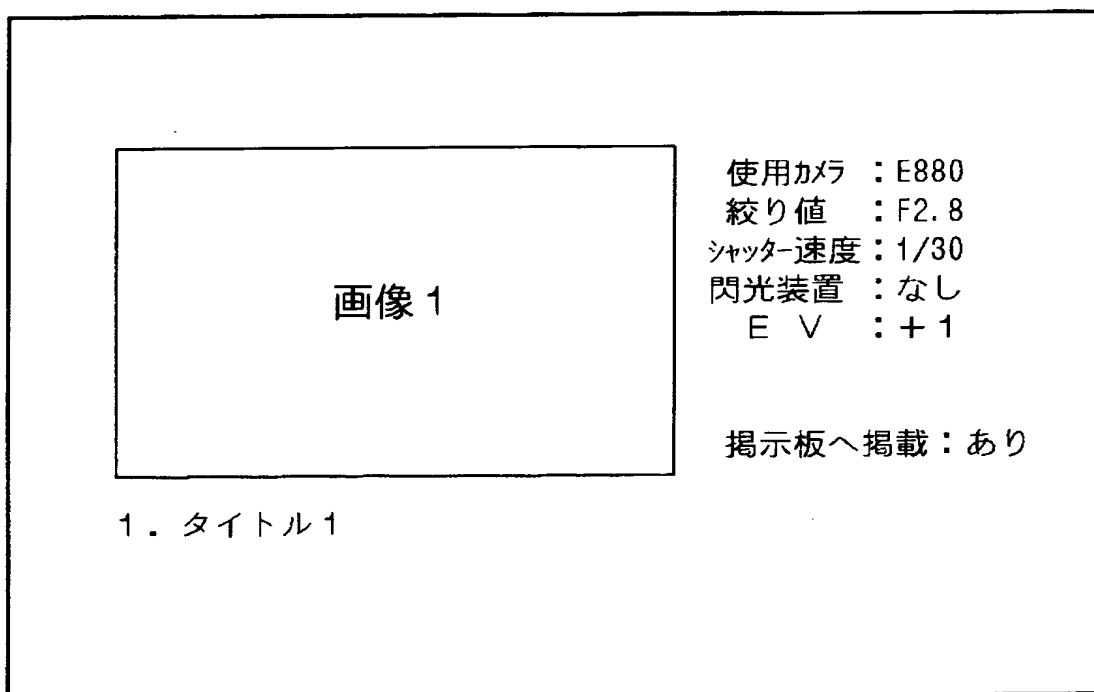 画像1
使用カメラ:E880
絞り値:F2.8
シャッター速度:1/30
閃光装置:なし
EV:+1
掲示板へ掲載:あり
1.タイトル1